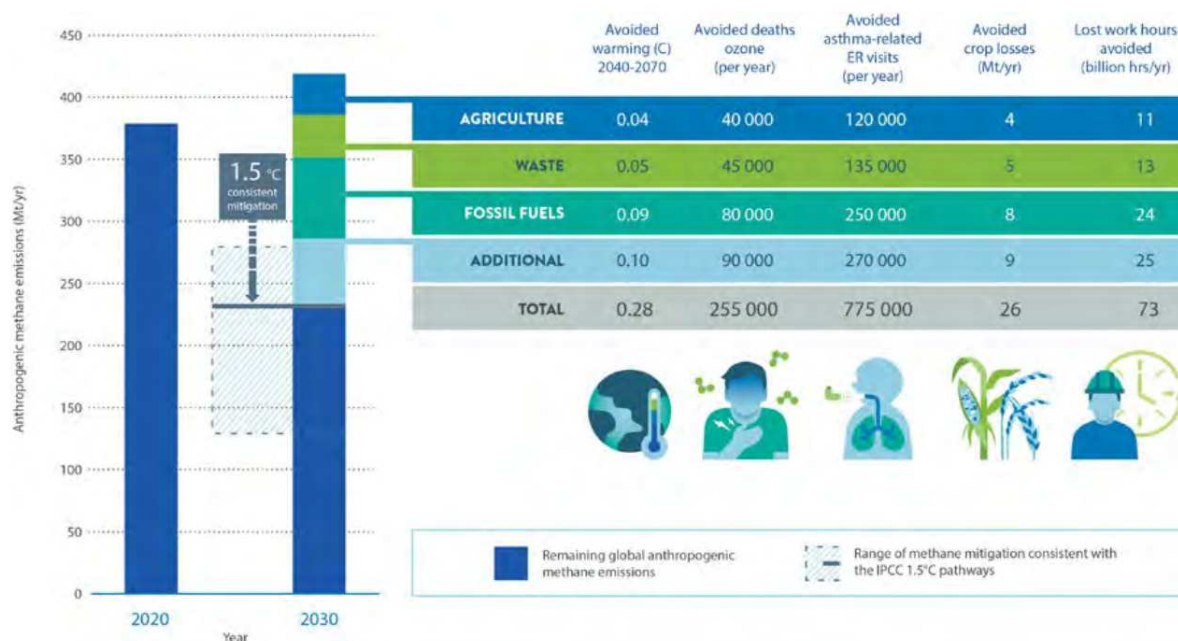 Avoided warming (C) 2040-2070
Avoided deaths ozone (per year)
Avoided asthma-related ER visits (per year)
Avoided crop losses (Mt/yr)
Lost work hours avoided (billion hrs/yr)
AGRICULTURE 0.04 40 000 120 000 4 11
WASTE 0.05 45 000 135 000 5 13
FOSSIL FUELS 0.09 80 000 250 000 8 24
ADDITIONAL 0.10 90 000 270 000 9 25
TOTAL 0.28 255 000 775 000 26 73
Anthropogenic methane emissions (Mt/yr)
450
400
350
300
250
200
150
100
50
0
1.5 °C
consistent
mitigation
2020
2030
Year
Remaining global anthropogenic
methane emissions
Range of methane mitigation consistent with
the IPCC 1.5°C pathways